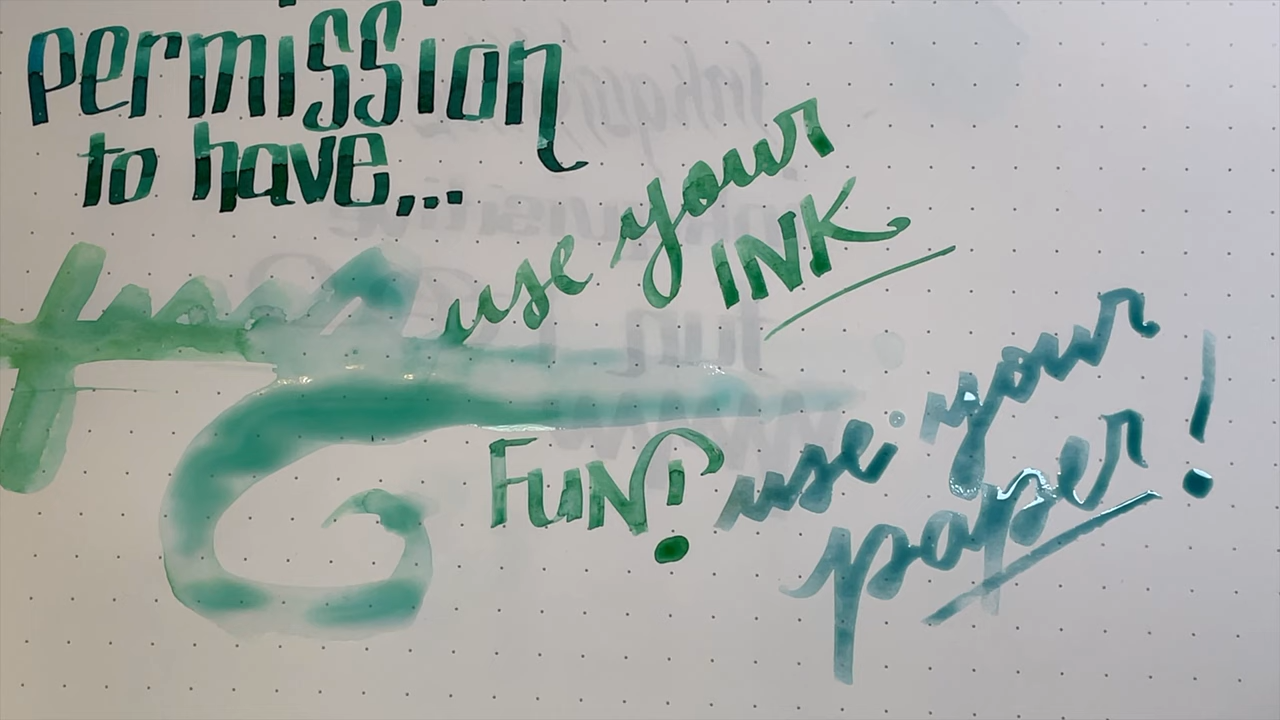 permission
to have,..
use your
INK
FUN!
use your
paper!